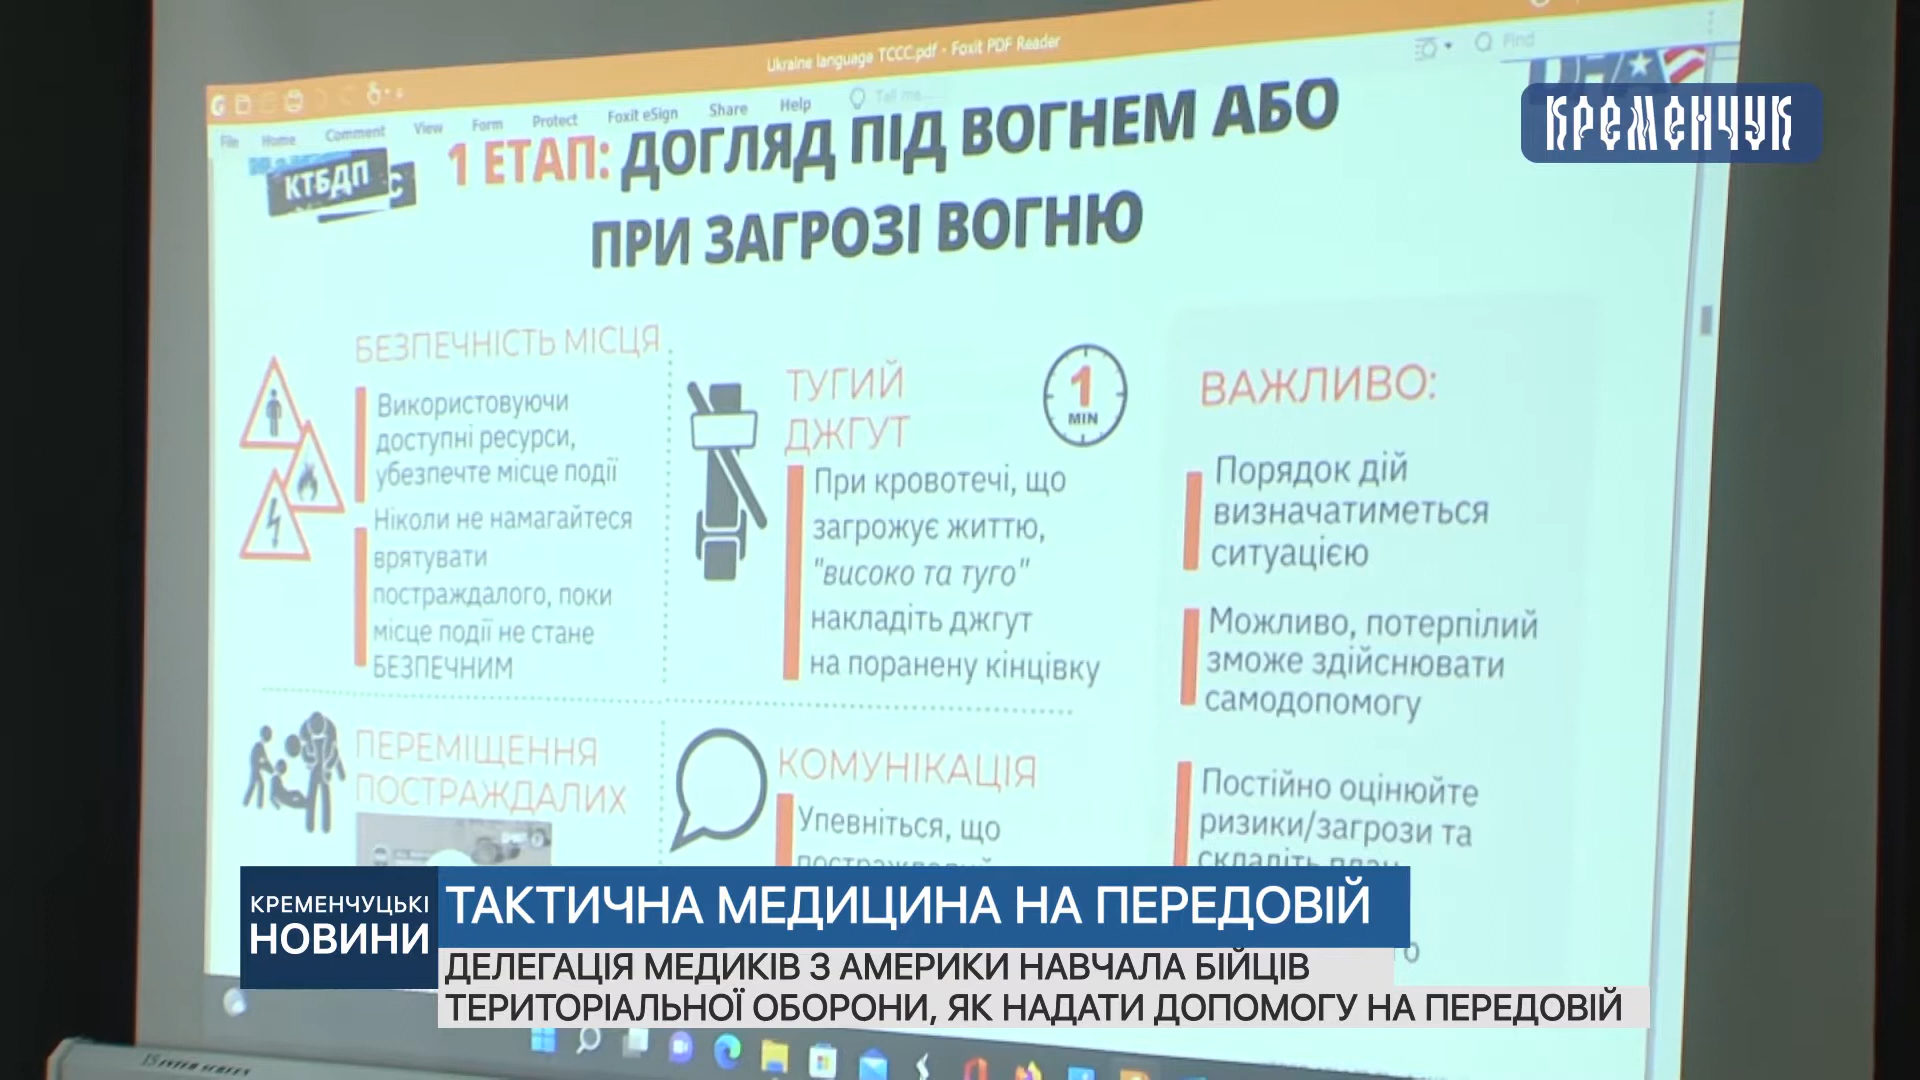 Ukraine language TCCC.pdf - Foxit PDF Reader
Find
File Home Comment View Form Protect Foxit eSign Share Help Tell me...
КРЕМЕНЧУК
КТБДП
1 ЕТАП: ДОГЛЯД ПІД ВОГНЕМ АБО
ПРИ ЗАГРОЗІ ВОГНЮ
БЕЗПЕЧНІСТЬ МІСЦЯ
Використовуючи
доступні ресурси,
убезпечте місце події
Ніколи не намагайтеся
врятувати
постраждалого, поки
місце події не стане
БЕЗПЕЧНИМ
ТУГИЙ
ДЖГУТ
1
MIN
При кровотечі, що
загрожує життю,
"високо та туго"
накладіть джгут
на поранену кінцівку
ВАЖЛИВО:
Порядок дій
визначатиметься
ситуацією
Можливо, потерпілий
зможе здійснювати
самодопомогу
Постійно оцінюйте
ризики/загрози та
складіть план
ПЕРЕМІЩЕННЯ
ПОСТРАЖДАЛИХ
КОМУНІКАЦІЯ
Упевніться, що
КРЕМЕНЧУЦЬКІ
НОВИНИ
ТАКТИЧНА МЕДИЦИНА НА ПЕРЕДОВІЙ
ДЕЛЕГАЦІЯ МЕДИКІВ З АМЕРИКИ НАВЧАЛА БІЙЦІВ
ТЕРИТОРІАЛЬНОЇ ОБОРОНИ, ЯК НАДАТИ ДОПОМОГУ НА ПЕРЕДОВІЙ